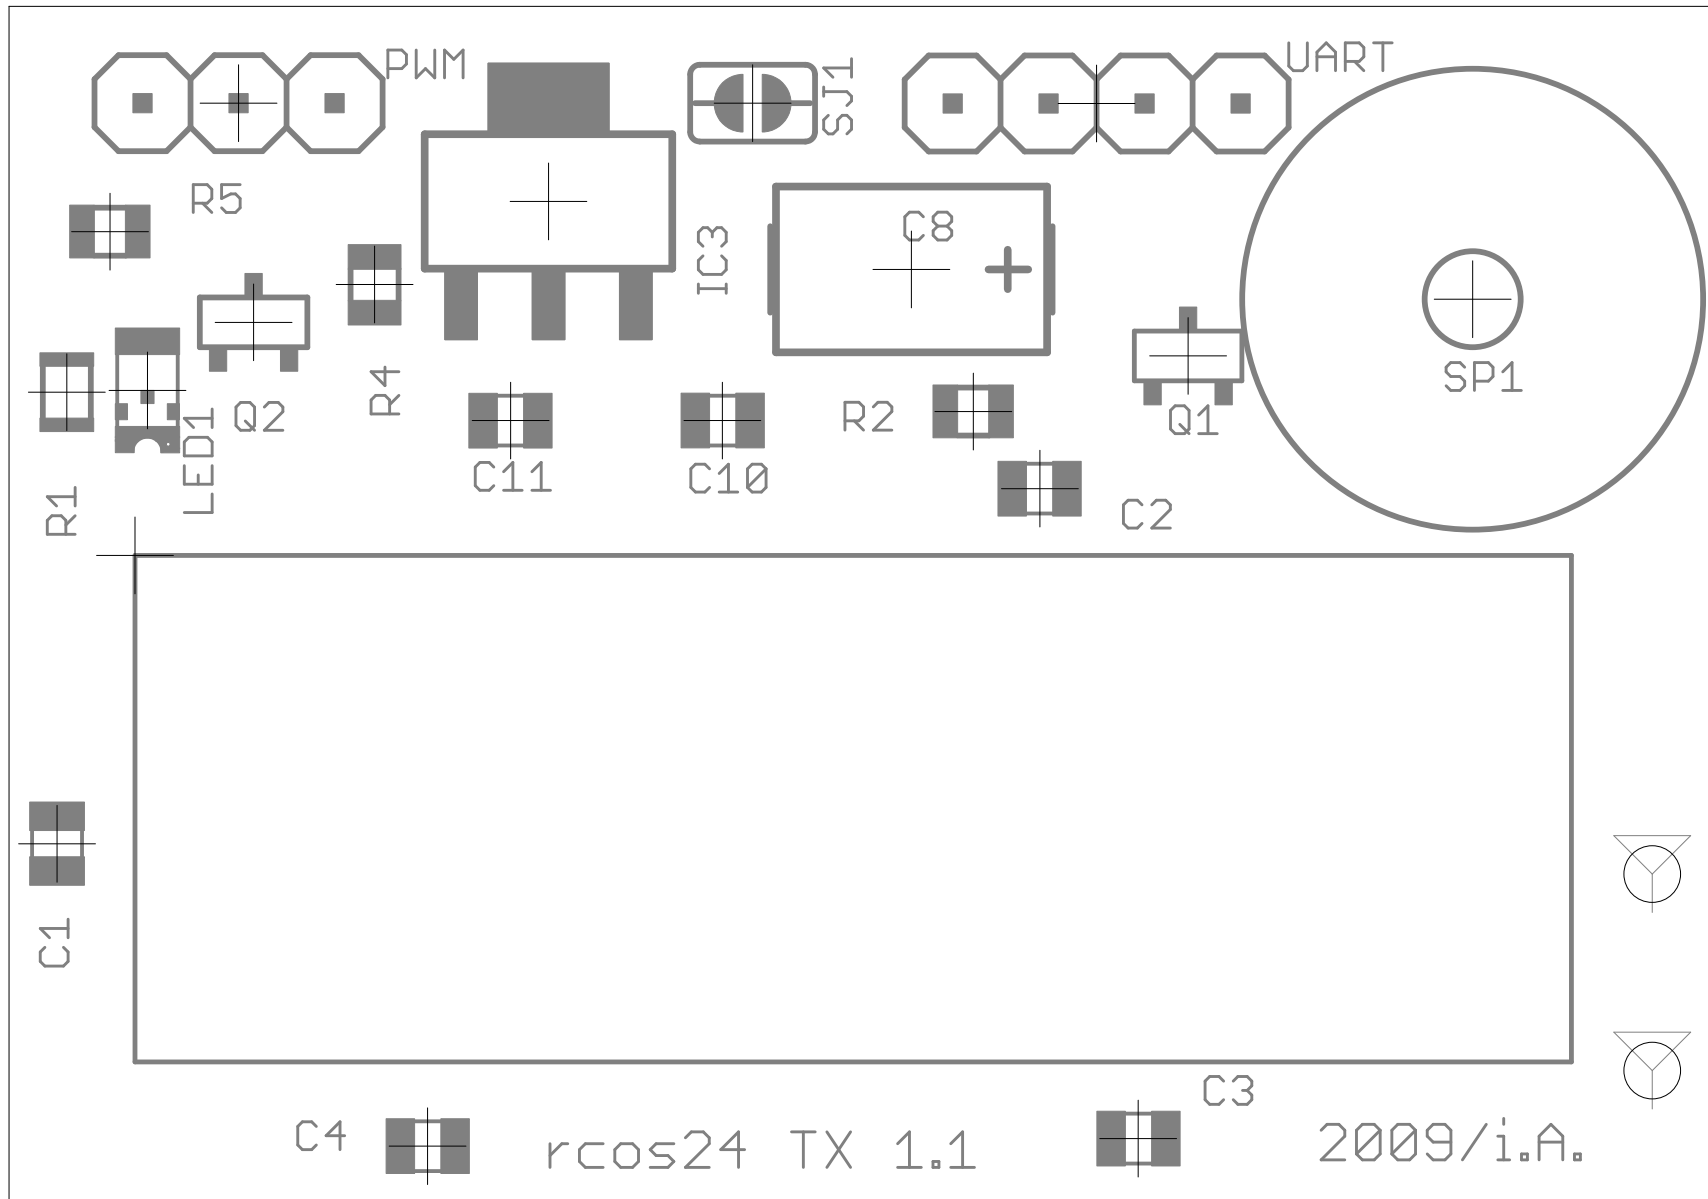 PWM
UART
SJ1
R5
C8
IC3
SP1
R4
Q2
R2
Q1
LED1
C11
C10
R1
C2
C1
C3
C4
rcos24 TX 1.1
2009/i.A.